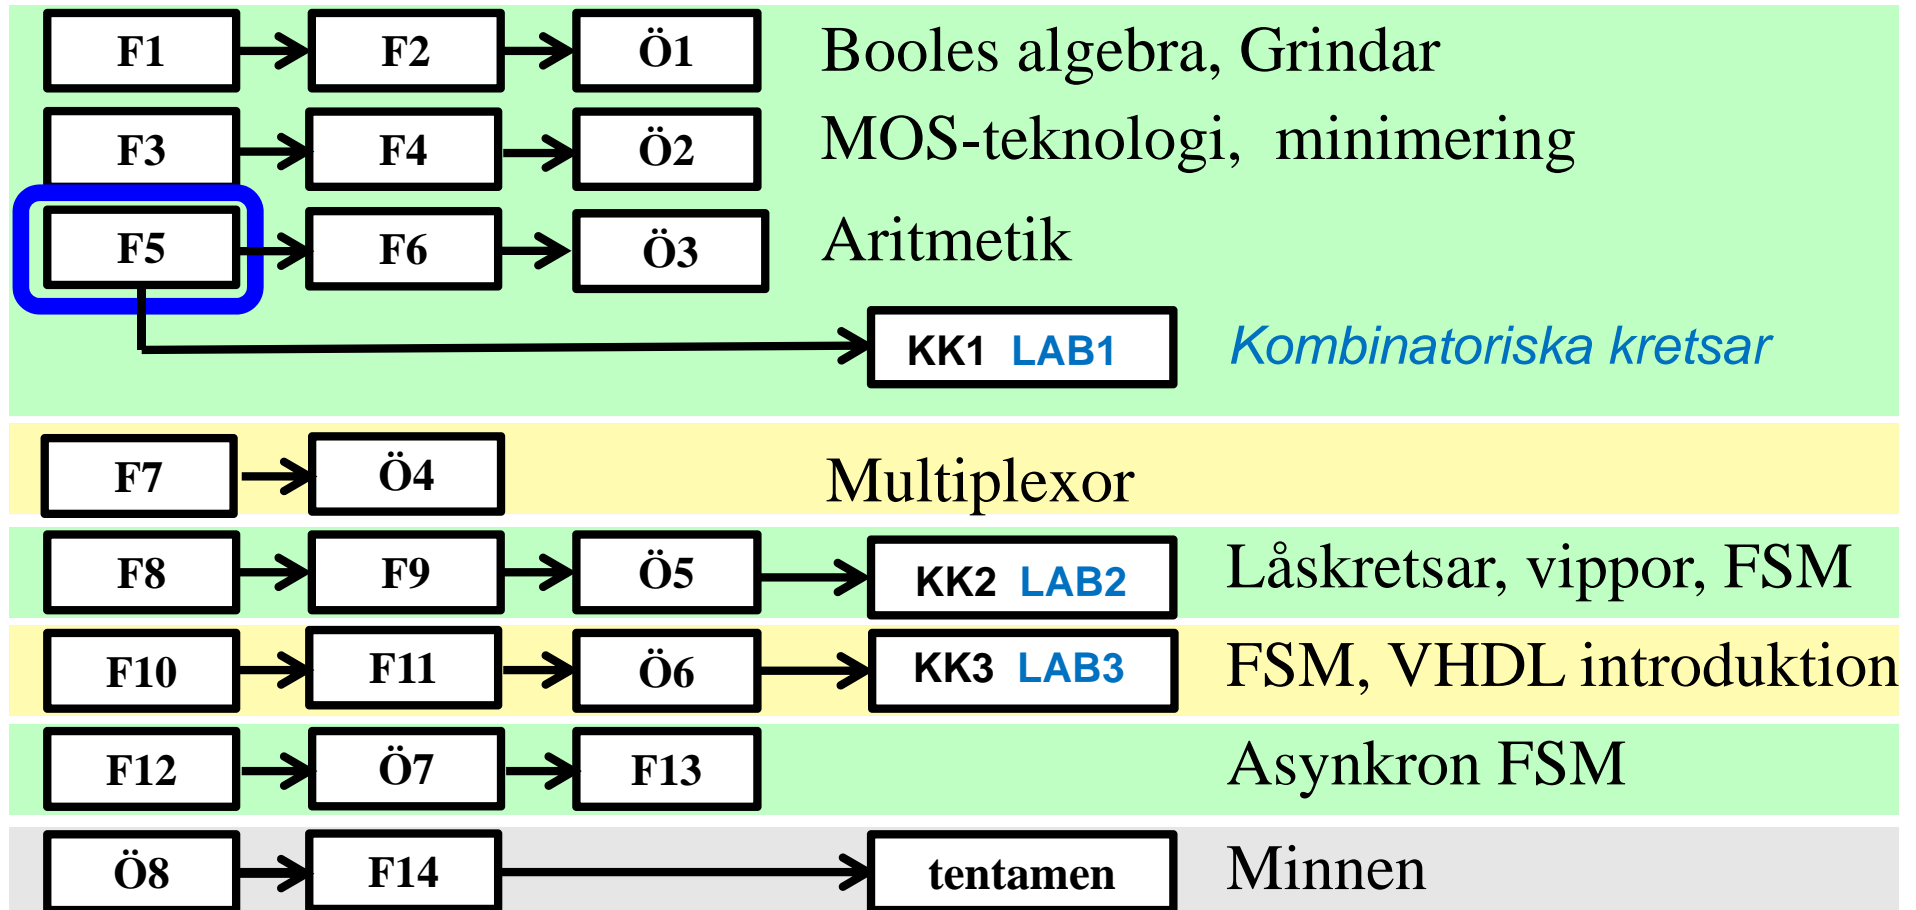 F1 F2 Ö1 Booles algebra, Grindar
F3 F4 Ö2 MOS-teknologi, minimering
F5 F6 Ö3 Aritmetik
KK1 LAB1 Kombinatoriska kretsar
F7 Ö4 Multiplexor
F8 F9 Ö5 KK2 LAB2 Låskretsar, vippor, FSM
F10 F11 Ö6 KK3 LAB3 FSM, VHDL introduktion
F12 Ö7 F13 Asynkron FSM
Ö8 F14 tentamen Minnen